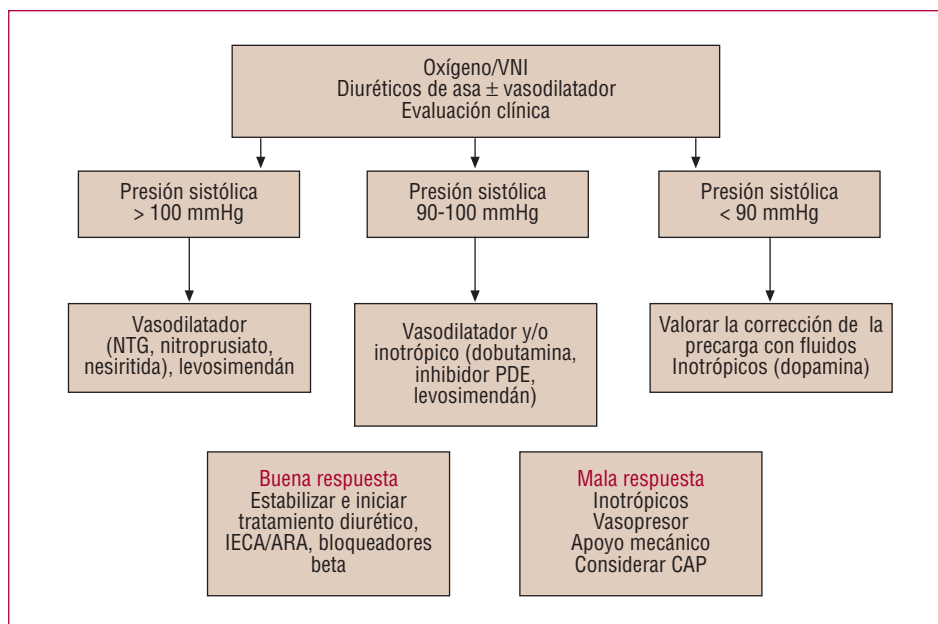 Oxígeno/VNI
Diuréticos de asa ± vasodilatador
Evaluación clínica
Presión sistólica
> 100 mmHg
Presión sistólica
90-100 mmHg
Presión sistólica
< 90 mmHg
Vasodilatador
(NTG, nitroprusiato,
nesiritida), levosimendán
Vasodilatador y/o
inotrópico (dobutamina,
inhibidor PDE,
levosimendán)
Valorar la corrección de la
precarga con fluidos
Inotrópicos (dopamina)
Buena respuesta
Estabilizar e iniciar
tratamiento diurético,
IECA/ARA, bloqueadores
beta
Mala respuesta
Inotrópicos
Vasopresor
Apoyo mecánico
Considerar CAP